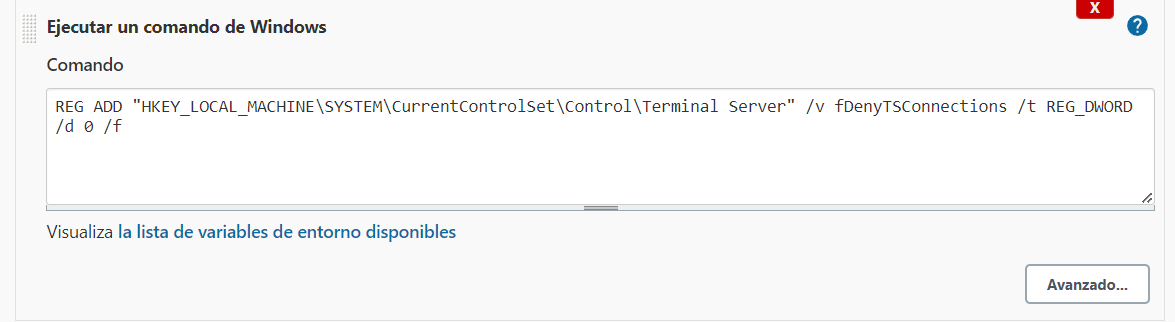 X
Ejecutar un comando de Windows
?
Comando
REG ADD "HKEY_LOCAL_MACHINE\SYSTEM\CurrentControlSet\Control\Terminal Server" /v fDenyTSConnections /t REG_DWORD
/d 0 /f
Visualiza la lista de variables de entorno disponibles
Avanzado...